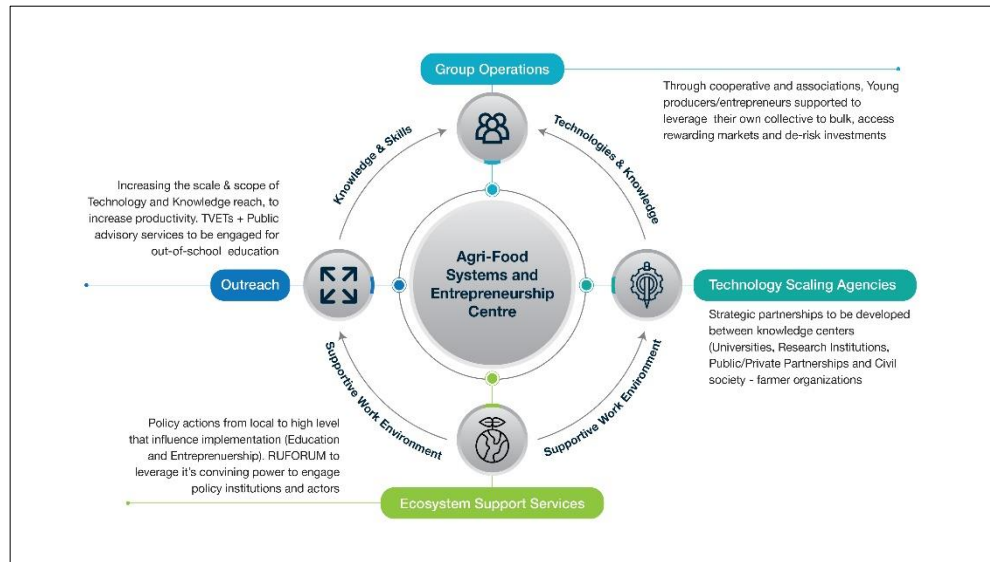 Group Operations
Through cooperative and associations, Young
producers/entrepreneurs supported to
leverage their own collective to bulk, access
rewarding markets and de-risk investments
Knowledge & Skills
Technologies & Knowledge
Increasing the scale & scope of
Technology and Knowledge reach, to
increase productivity. TVETs + Public
advisory services to be engaged for
out-of-school education
Outreach
Agri-Food
Systems and
Entrepreneurship
Centre
Technology Scaling Agencies
Strategic partnerships to be developed
between knowledge centers
(Universities, Research Institutions,
Public/Private Partnerships and Civil
society - farmer organizations
Supportive Work Environment
Supportive Work Environment
Policy actions from local to high level
that influence implementation (Education
and Entreprenuership). RUFORUM to
leverage it's convining power to engage
policy institutions and actors
Ecosystem Support Services